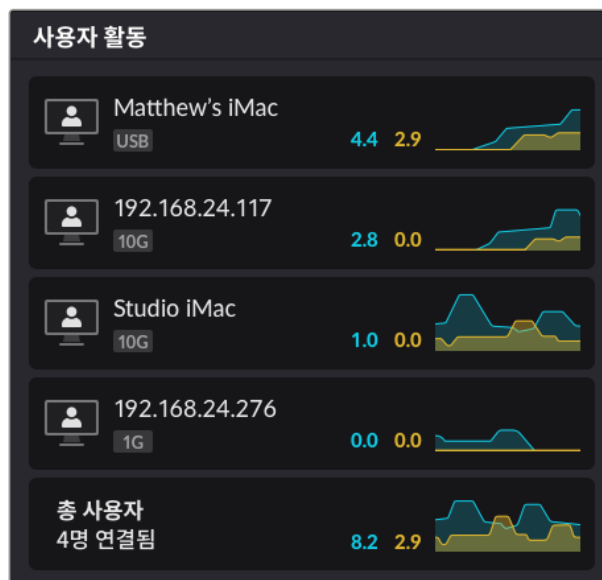 사용자 활동
Matthew’s iMac
USB
4.4 2.9
192.168.24.117
10G
2.8 0.0
Studio iMac
10G
1.0 0.0
192.168.24.276
1G
0.0 0.0
총 사용자
4명 연결됨
8.2 2.9